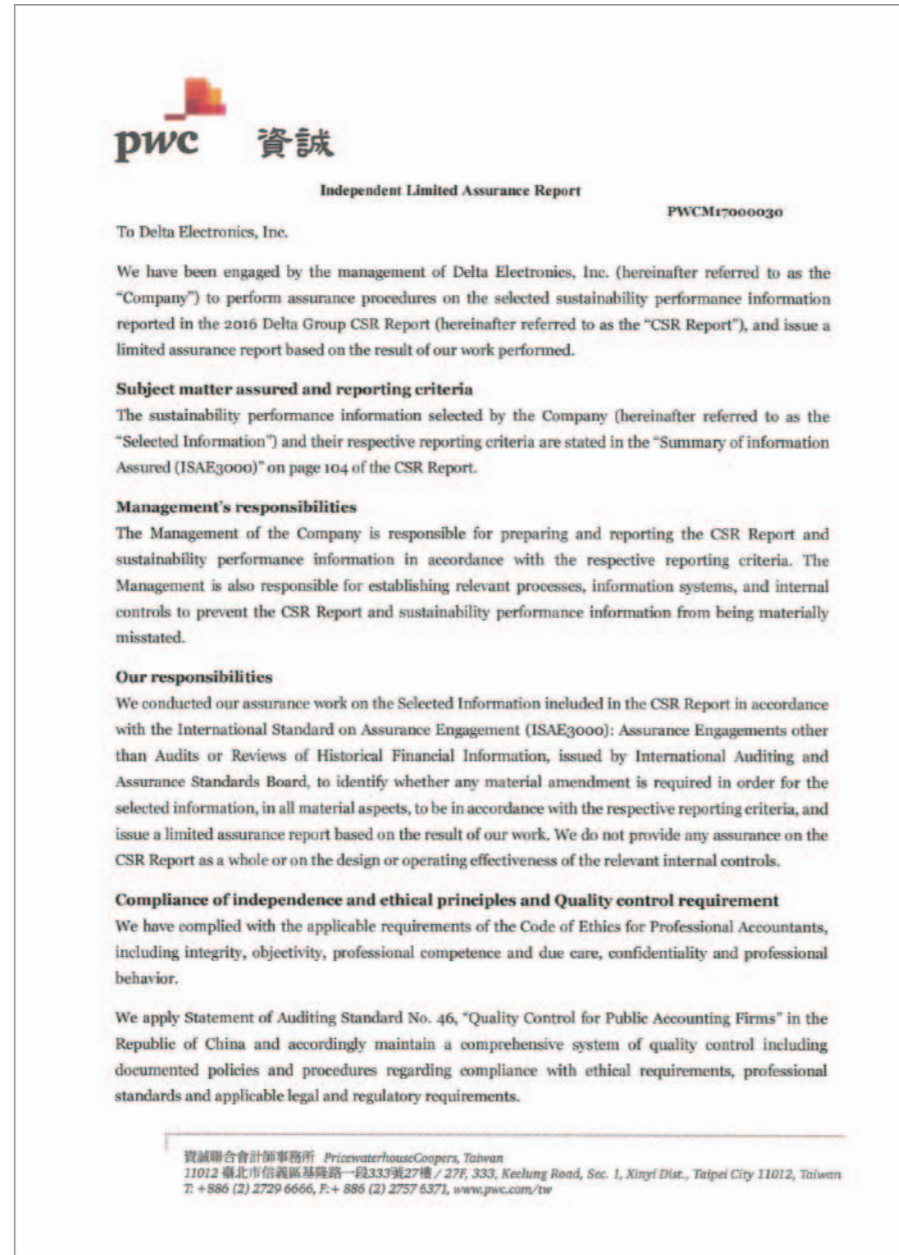 pwc 資誠
Independent Limited Assurance Report
PWCM17000030
To Delta Electronics, Inc.
We have been engaged by the management of Delta Electronics, Inc. (hereinafter referred to as the
“Company”) to perform assurance procedures on the selected sustainability performance information
reported in the 2016 Delta Group CSR Report (hereinafter referred to as the “CSR Report”), and issue a
limited assurance report based on the result of our work performed.
Subject matter assured and reporting criteria
The sustainability performance information selected by the Company (hereinafter referred to as the
“Selected Information”) and their respective reporting criteria are stated in the “Summary of information
Assured (ISAE3000)” on page 104 of the CSR Report.
Management's responsibilities
The Management of the Company is responsible for preparing and reporting the CSR Report and
sustainability performance information in accordance with the respective reporting criteria. The
Management is also responsible for establishing relevant processes, information systems, and internal
controls to prevent the CSR Report and sustainability performance information from being materially
misstated.
Our responsibilities
We conducted our assurance work on the Selected Information included in the CSR Report in accordance
with the International Standard on Assurance Engagement (ISAE3000): Assurance Engagements other
than Audits or Reviews of Historical Financial Information, issued by International Auditing and
Assurance Standards Board, to identify whether any material amendment is required in order for the
selected information, in all material aspects, to be in accordance with the respective reporting criteria, and
issue a limited assurance report based on the result of our work. We do not provide any assurance on the
CSR Report as a whole or on the design or operating effectiveness of the relevant internal controls.
Compliance of independence and ethical principles and Quality control requirement
We have complied with the applicable requirements of the Code of Ethics for Professional Accountants,
including integrity, objectivity, professional competence and due care, confidentiality and professional
behavior.
We apply Statement of Auditing Standard No. 46, “Quality Control for Public Accounting Firms” in the
Republic of China and accordingly maintain a comprehensive system of quality control including
documented policies and procedures regarding compliance with ethical requirements, professional
standards and applicable legal and regulatory requirements.
資誠聯合會計師事務所 PricewaterhouseCoopers, Taiwan
11012 臺北市信義區基隆路一段333號27樓 / 27F, 333, Keelung Road, Sec. 1, Xinyi Dist., Taipei City 11012, Taiwan
T: +886 (2) 2729 6666, F:+ 886 (2) 2757 6371, www.pwc.com/tw